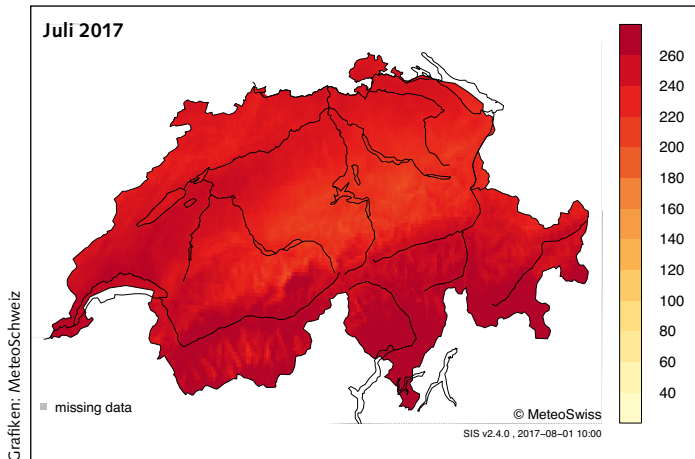 Juli 2017
260
240
220
200
180
160
140
120
100
80
60
40
Grafiken: MeteoSchweiz
missing data
© MeteoSwiss
SIS v2.4.0 , 2017–08–01 10:00